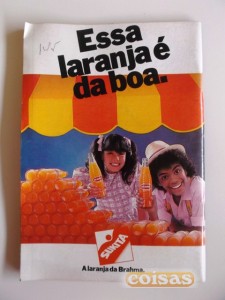 Essa
laranja é
da boa.
SUKITA
A laranja da Brahma.
coisas